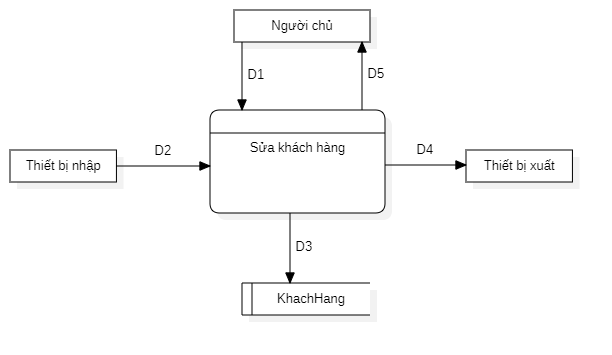 Người chủ
D1
D5
Sửa khách hàng
D2
D4
Thiết bị nhập
Thiết bị xuất
D3
KhachHang